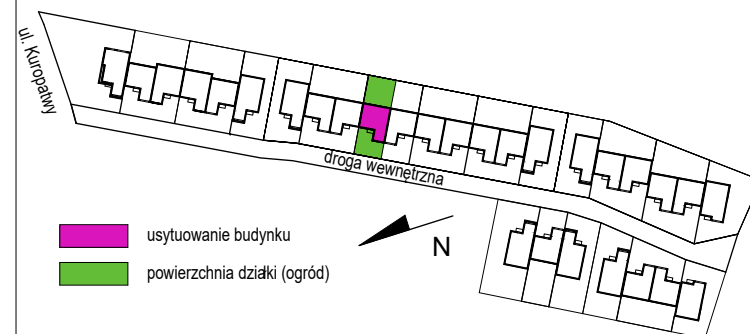 ul. Kuropatwy
droga wewnętrzna
usytuowanie budynku
N
powierzchnia działki (ogród)